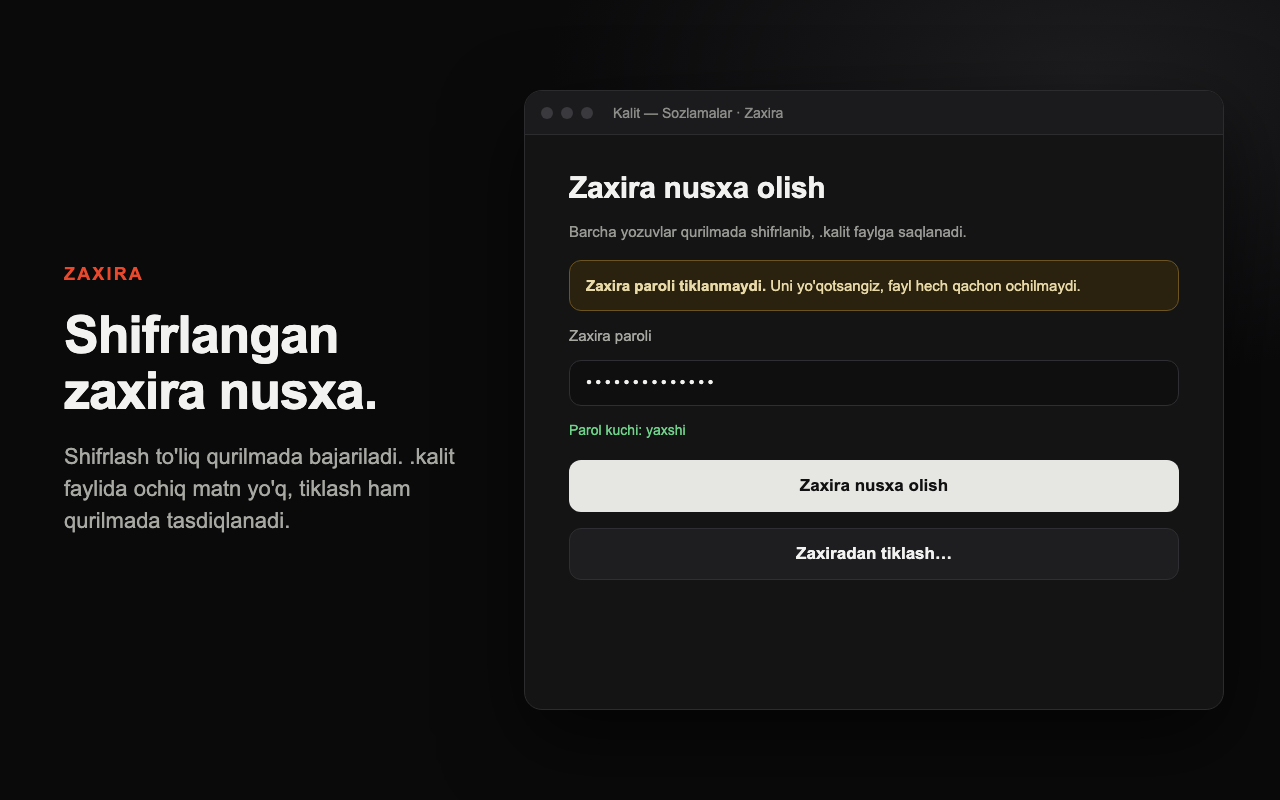 ZAXIRA
Shifrlangan
zaxira nusxa.
Shifrlash to'liq qurilmada bajariladi. .kalit
faylida ochiq matn yo'q, tiklash ham
qurilmada tasdiqlanadi.
Kalit — Sozlamalar · Zaxira
Zaxira nusxa olish
Barcha yozuvlar qurilmada shifrlanib, .kalit faylga saqlanadi.
Zaxira paroli tiklanmaydi. Uni yo'qotsangiz, fayl hech qachon ochilmaydi.
Zaxira paroli
••••••••••••••
Parol kuchi: yaxshi
Zaxira nusxa olish
Zaxiradan tiklash…